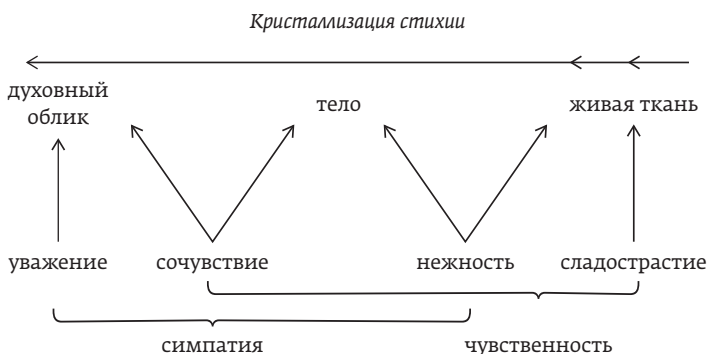 Кристаллизация стихии
духовный
облик
тело
живая ткань
уважение
сочувствие
нежность
сладострастие
симпатия
чувственность